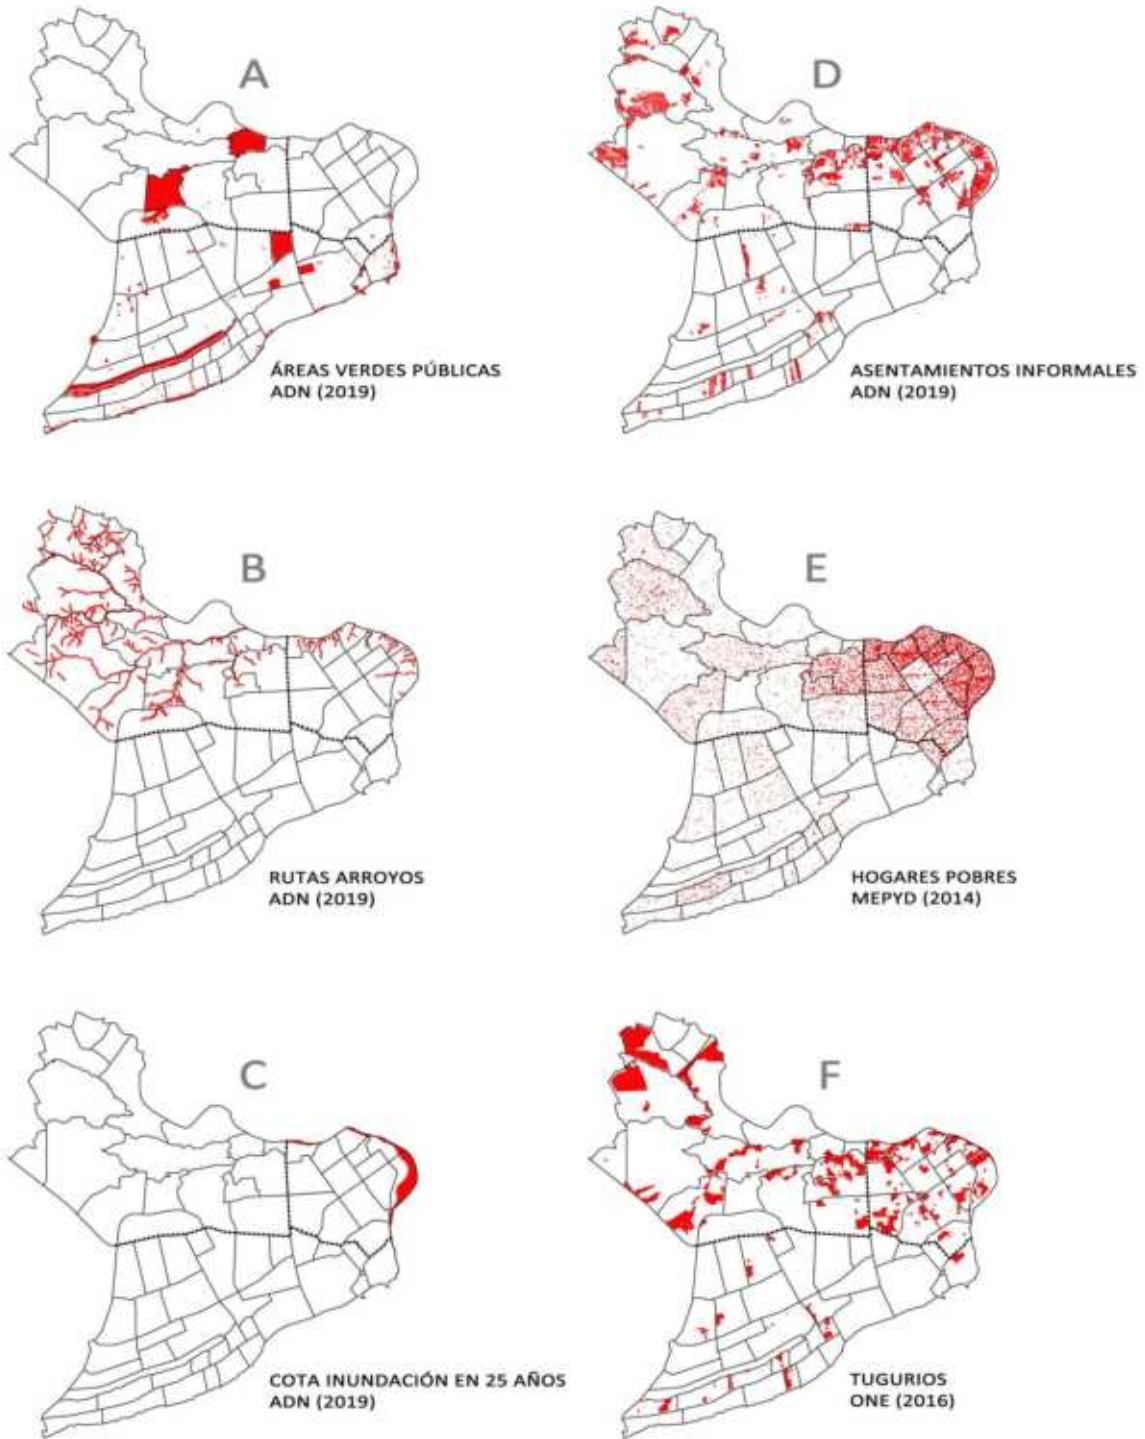 A
ÁREAS VERDES PÚBLICAS
ADN (2019)
D
ASENTAMIENTOS INFORMALES
ADN (2019)
B
RUTAS ARROYOS
ADN (2019)
E
HOGARES POBRES
MEPYD (2014)
C
COTA INUNDACIÓN EN 25 AÑOS
ADN (2019)
F
TUGURIOS
ONE (2016)